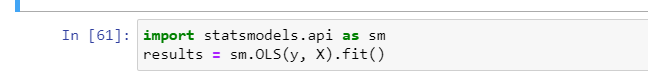 In [61]: import statsmodels.api as sm
results = sm.OLS(y, X).fit()